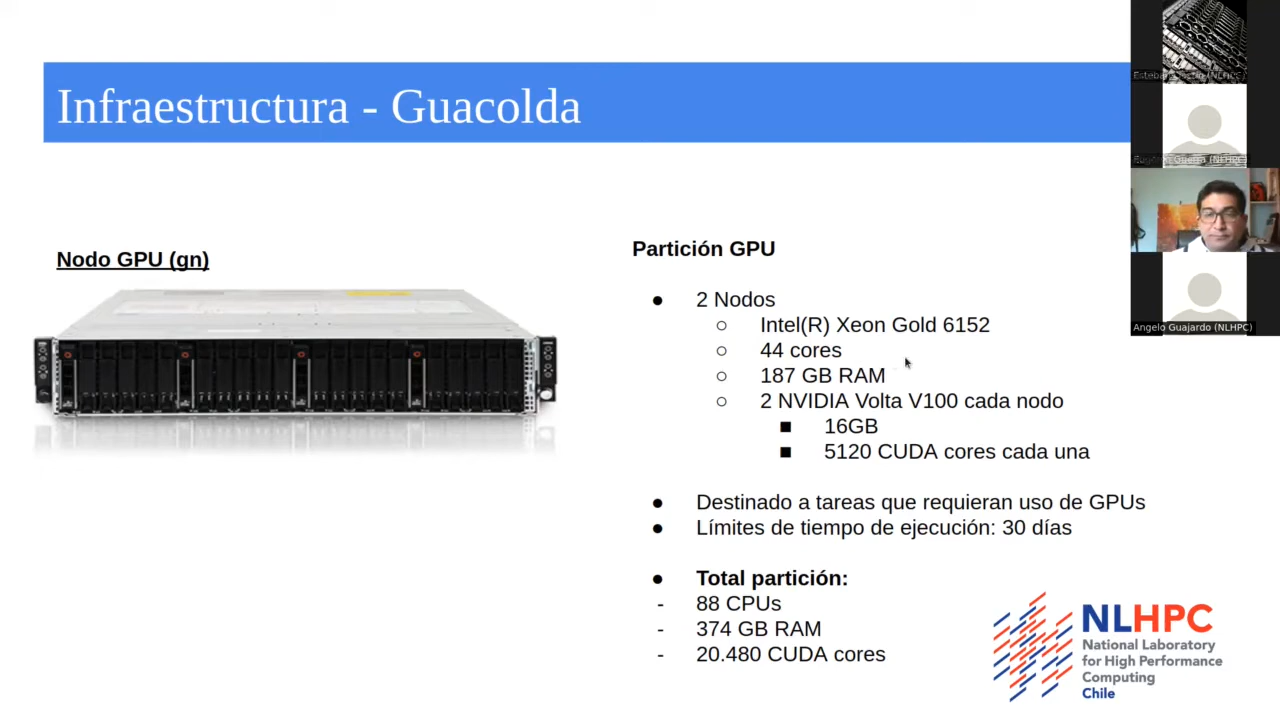 Infraestructura - Guacolda
Nodo GPU (gn)
Partición GPU
● 2 Nodos
○ Intel(R) Xeon Gold 6152
○ 44 cores
○ 187 GB RAM
○ 2 NVIDIA Volta V100 cada nodo
■ 16GB
■ 5120 CUDA cores cada una
● Destinado a tareas que requieran uso de GPUs
● Límites de tiempo de ejecución: 30 días
● Total partición:
- 88 CPUs
- 374 GB RAM
- 20.480 CUDA cores
NLHPC
National Laboratory
for High Performance
Computing
Chile
(NLHPC)
(NLHPC)
Angelo Guajardo (NLHPC)